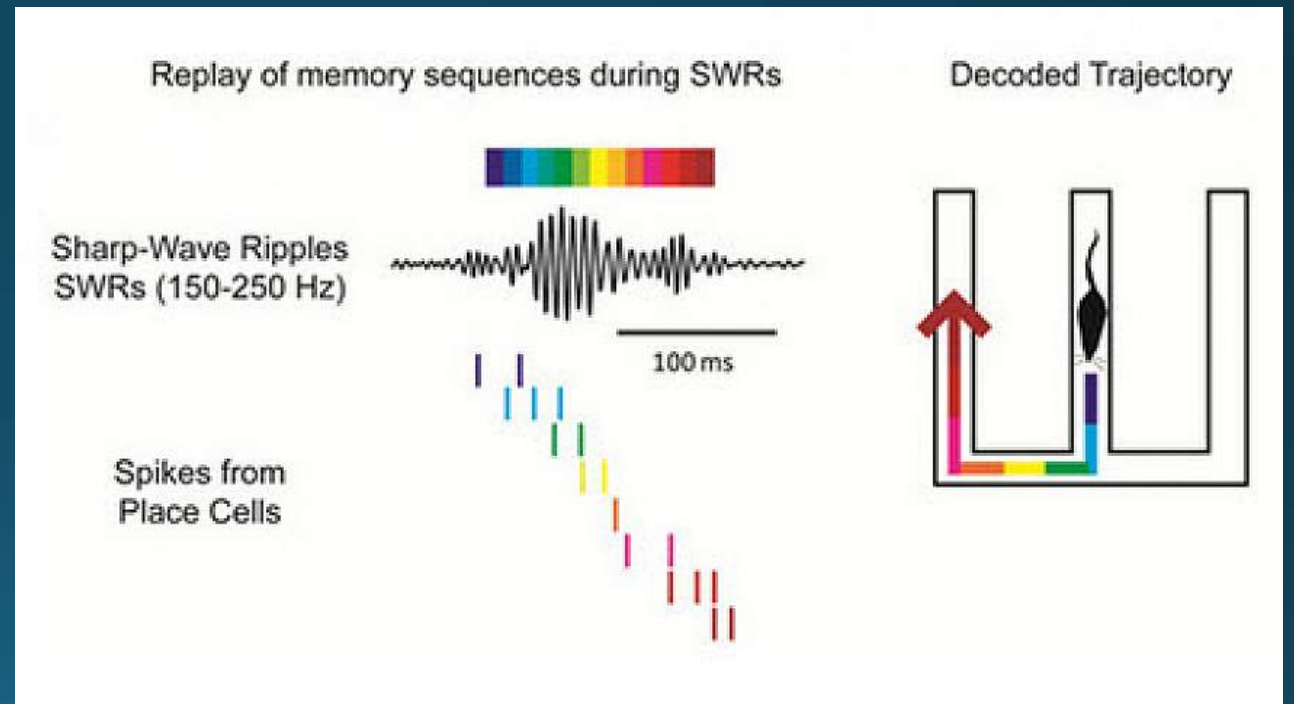 Replay of memory sequences during SWRs
Decoded Trajectory
Sharp-Wave Ripples
SWRs (150-250 Hz)
100 ms
Spikes from
Place Cells